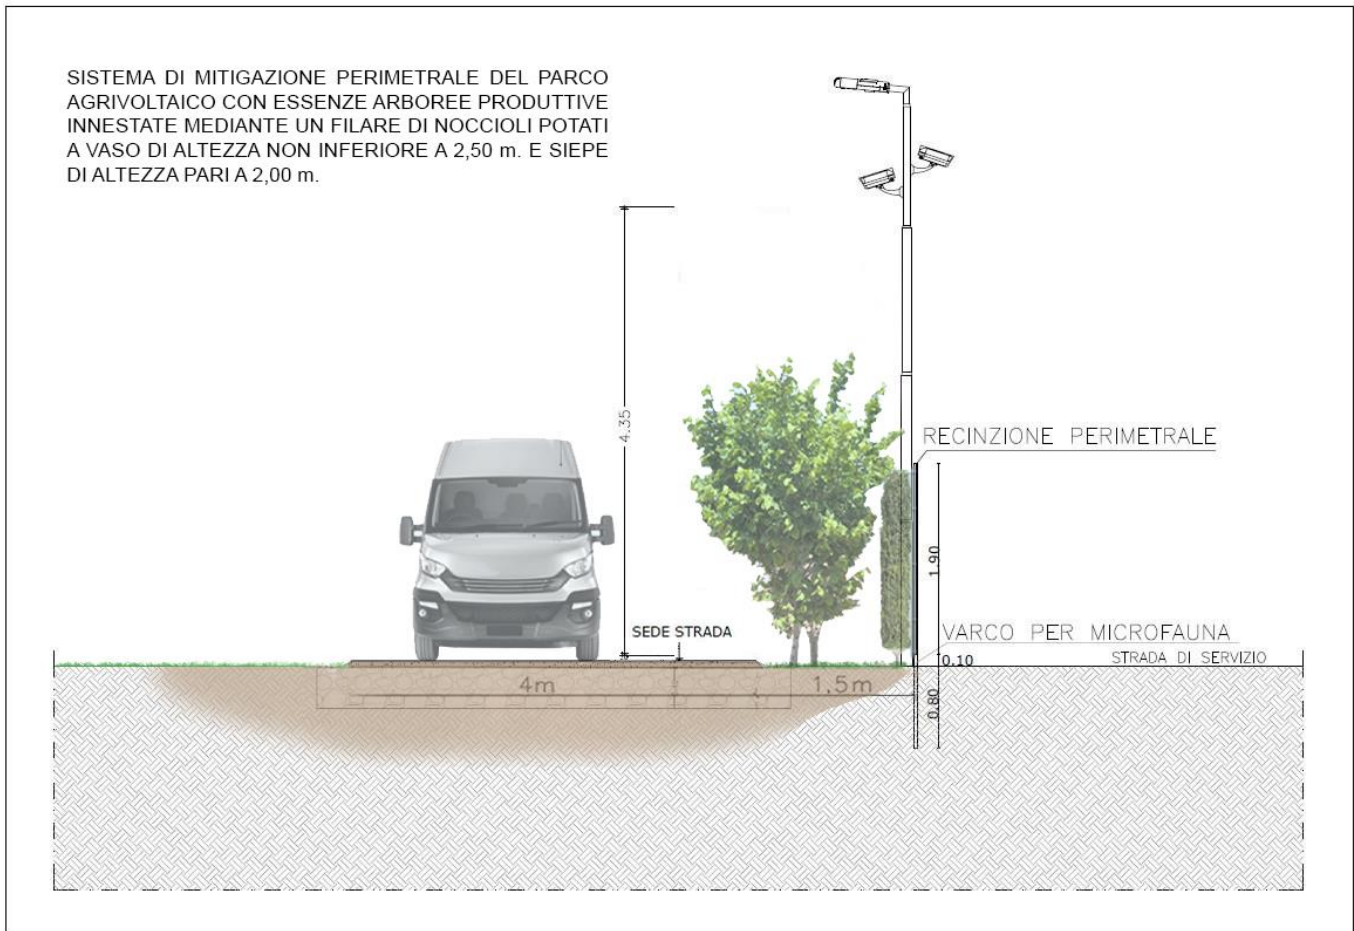 SISTEMA DI MITIGAZIONE PERIMETRALE DEL PARCO
AGRIVOLTAICO CON ESSENZE ARBOREE PRODUTTIVE
INNESTATE MEDIANTE UN FILARE DI NOCCIOLI POTATI
A VASO DI ALTEZZA NON INFERIORE A 2,50 m. E SIEPE
DI ALTEZZA PARI A 2,00 m.
4.35
RECINZIONE PERIMETRALE
1.90
SEDE STRADA
VARCO PER MICROFAUNA
0.10
STRADA DI SERVIZIO
4m
1,5m
0.80